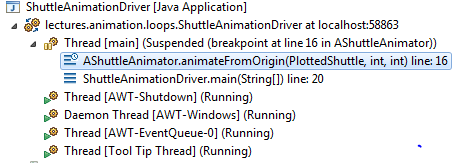 ShuttleAnimationDriver [Java Application]
lectures.animation.loops.ShuttleAnimationDriver at localhost:58863
Thread [main] (Suspended (breakpoint at line 16 in AShuttleAnimator))
AShuttleAnimator.animateFromOrigin(PlottedShuttle, int, int) line: 16
ShuttleAnimationDriver.main(String[]) line: 20
Thread [AWT-Shutdown] (Running)
Daemon Thread [AWT-Windows] (Running)
Thread [AWT-EventQueue-0] (Running)
Thread [Tool Tip Thread] (Running)